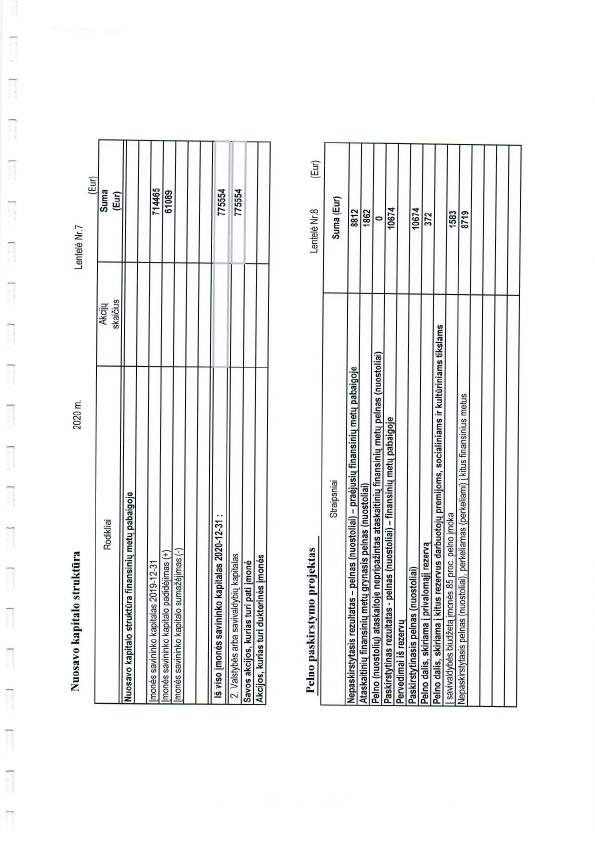 Nuosavo kapitalo struktūra
2020 m.
Lentelė Nr.7
(Eur)
Rodikliai Akcijų skaičius Suma (Eur)
Nuosavo kapitalo struktūra finansinių metų pabaigoje
Įmonės savininko kapitalas 2019-12-31 714465
Įmonės savininko kapitalo padidėjimas (+) 61089
Įmonės savininko kapitalo sumažėjimas (-)
Iš viso įmonės savininko kapitalas 2020-12-31 : 775554
2. Valstybės arba savivaldybių kapitalas 775554
Savos akcijos, kurias turi pati įmonė
Akcijos, kurias turi dukterinės įmonės
Pelno paskirstymo projektas
Lentelė Nr.8
(Eur)
Straipsniai Suma (Eur)
Nepaskirstytasis rezultatas – pelnas (nuostoliai) – praėjusių finansinių metų pabaigoje 8812
Ataskaitinių finansinių metų grynasis pelnas (nuostoliai) 1862
Pelno (nuostolių) ataskaitoje nepripažintas ataskaitinių finansinių metų pelnas (nuostoliai) 0
Paskirstytinas rezultatas - pelnas (nuostoliai) – finansinių metų pabaigoje 10674
Pervedimai iš rezervų
Paskirstytinasis pelnas (nuostoliai) 10674
Pelno dalis, skiriama į privalomąjį rezervą 372
Pelno dalis, skiriama į kitus rezervus darbuotojų premijoms, socialiniams ir kultūriniams tikslams
Į savivaldybės biudžetą įmonės 85 proc. pelno įmoka 1583
Nepaskirstytasis pelnas (nuostoliai), perkeliamas (perkeliami) į kitus finansinius metus 8719